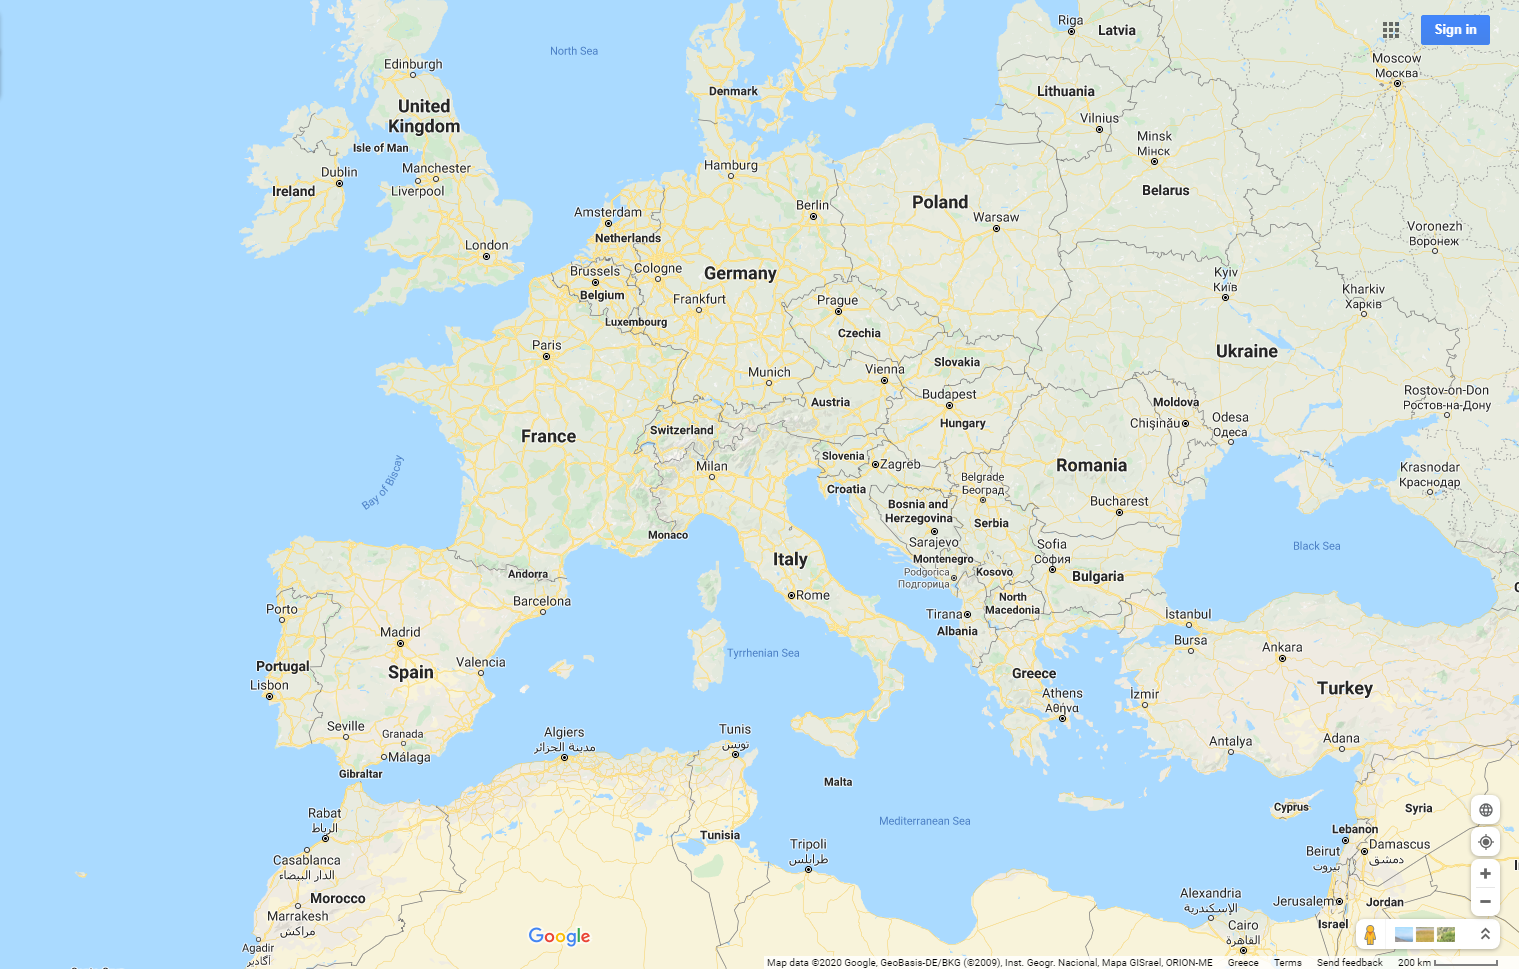 Riga
Latvia
Sign in
North Sea
Moscow
Москва
Edinburgh
Denmark
Lithuania
United
Kingdom
Vilnius
Minsk
Мінск
Isle of Man
Hamburg
Manchester
Dublin
Liverpool
Ireland
Belarus
Poland
Berlin
Amsterdam
Warsaw
Voronezh
Воронеж
Netherlands
London
Brussels
Cologne
Germany
Kyiv
Київ
Belgium
Frankfurt
Prague
Kharkiv
Харків
Luxembourg
Czechia
Paris
Ukraine
Slovakia
Munich
Vienna
Budapest
Rostov-on-Don
Ростов-на-Дону
Austria
Moldova
Odesa
Одеса
Chișinău
Hungary
Switzerland
France
Slovenia
Zagreb
Milan
Romania
Krasnodar
Краснодар
Bay of Biscay
Belgrade
Београд
Croatia
Bosnia and
Herzegovina
Bucharest
Serbia
Monaco
Sarajevo
Sofia
София
Black Sea
Italy
Montenegro
Andorra
Podgorica
Подгорица
Kosovo
Bulgaria
Rome
Barcelona
North
Macedonia
Porto
Tirana
İstanbul
Madrid
Albania
Bursa
Ankara
Tyrrhenian Sea
Portugal
Spain
Valencia
Greece
Lisbon
Turkey
Athens
Αθήνα
İzmir
Seville
Granada
Algiers
مدينة الجزائر
Tunis
تونس
Antalya
Adana
Málaga
Gibraltar
Malta
Rabat
الرباط
Cyprus
Syria
Mediterranean Sea
Tunisia
Lebanon
Tripoli
طرابلس
Beirut
بيروت
Damascus
دمشق
Casablanca
الدار البيضاء
Morocco
Alexandria
الإسكندرية
Jerusalem
Jordan
Marrakesh
مراكش
Cairo
القاهرة
Israel
Google
Agadir
أكادير
Map data ©2020 Google, GeoBasis-DE/BKG (©2009), Inst. Geogr. Nacional, Mapa GISrael, ORION-ME Greece Terms Send feedback 200 km